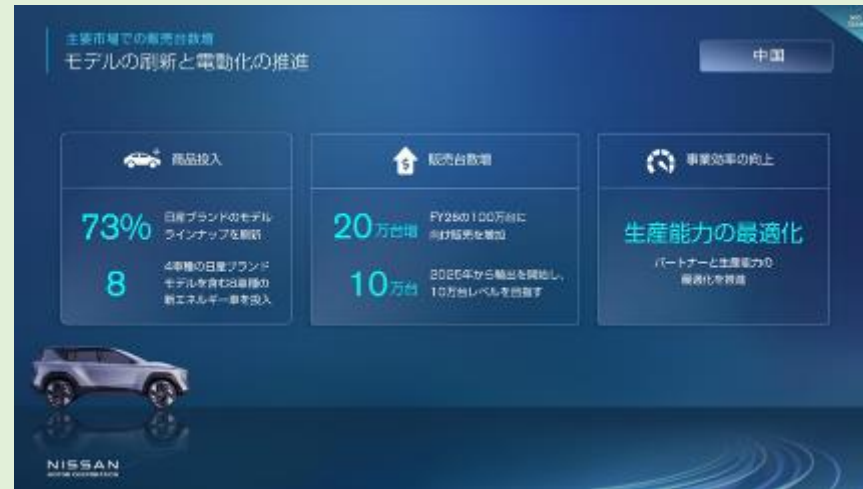 主要市場での販売台数増
モデルの刷新と電動化の推進
中国
商品投入
73%
日産ブランドのモデル
ラインナップを刷新
8
4車種の日産ブランド
モデルを含む8車種の
新エネルギー車を投入
販売台数増
20万台増
FY26の100万台に
向け販売を増加
10万台
2025年から輸出を開始し、
10万台レベルを目指す
事業効率の向上
生産能力の最適化
パートナーと生産能力の
最適化を推進
NISSAN
MOTOR CORPORATION